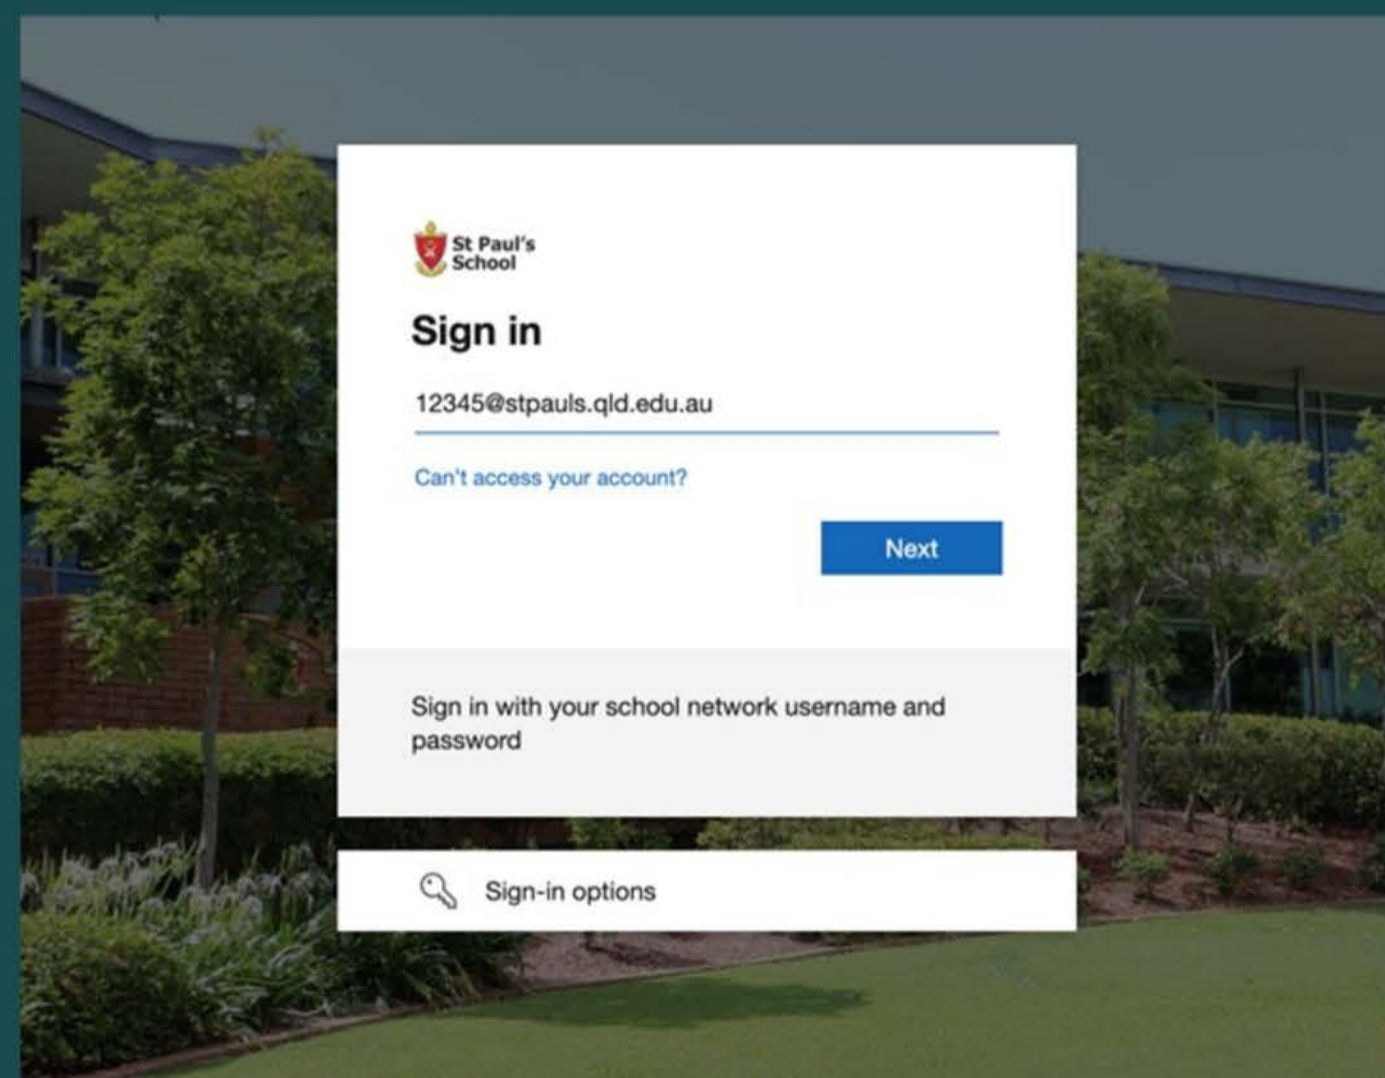 St Paul's
School
Sign in
12345@stpauls.qld.edu.au
Can't access your account?
Next
Sign in with your school network username and
password
Sign-in options